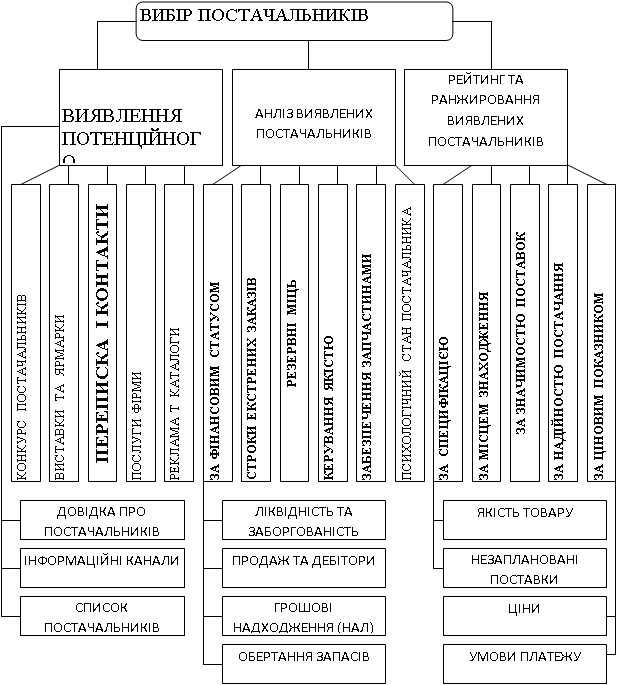 ВИБІР ПОСТАЧАЛЬНИКІВ
ВИЯВЛЕННЯ
ПОТЕНЦІЙНОГ
О
АНЛІЗ ВИЯВЛЕНИХ
ПОСТАЧАЛЬНИКІВ
РЕЙТИНГ ТА
РАНЖИРОВАННЯ
ВИЯВЛЕНИХ
ПОСТАЧАЛЬНИКІВ
КОНКУРС ПОСТАЧАЛЬНИКІВ
ВИСТАВКИ ТА ЯРМАРКИ
ПЕРЕПИСКА І КОНТАКТИ
ПОСЛУГИ ФІРМИ
РЕКЛАМА Т КАТАЛОГИ
ЗА ФІНАНСОВИМ СТАТУСОМ
СТРОКИ ЕКСТРЕНИХ ЗАКАЗІВ
РЕЗЕРВНІ МІЦЬ
КЕРУВАННЯ ЯКІСТЮ
ЗАБЕЗПЕЧЕННЯ ЗАПЧАСТИНАМИ
ПСИХОЛОГІЧНИЙ СТАН ПОСТАЧАЛЬНИКА
ЗА СПЕЦИФІКАЦІЄЮ
ЗА МІСЦЕМ ЗНАХОДЖЕННЯ
ЗА ЗНАЧИМОСТЮ ПОСТАВОК
ЗА НАДІЙНОСТЮ ПОСТАЧАННЯ
ЗА ЦІНОВИМ ПОКАЗНИКОМ
ДОВІДКА ПРО
ПОСТАЧАЛЬНИКІВ
ІНФОРМАЦІЙНІ КАНАЛИ
СПИСОК
ПОСТАЧАЛЬНИКІВ
ЛІКВІДНІСТЬ ТА
ЗАБОРГОВАНІСТЬ
ПРОДАЖ ТА ДЕБІТОРИ
ГРОШОВІ
НАДХОДЖЕННЯ (НАЛ)
ОБЕРТАННЯ ЗАПАСІВ
ЯКІСТЬ ТОВАРУ
НЕЗАПЛАНОВАНІ
ПОСТАВКИ
ЦІНИ
УМОВИ ПЛАТЕЖУ